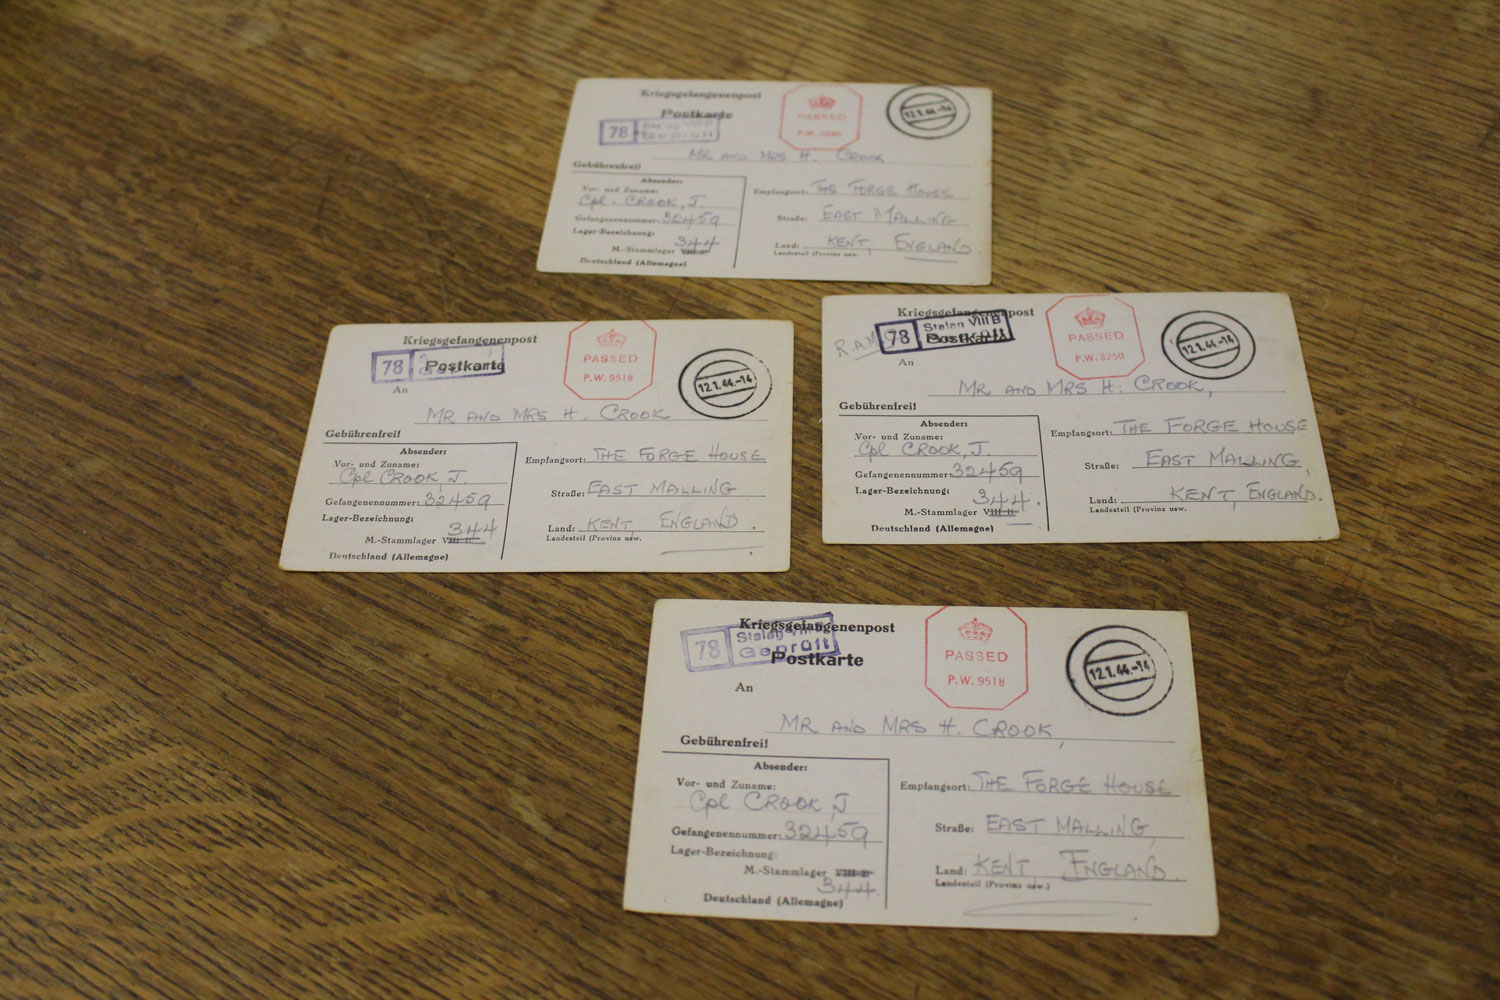 Kriegsgefangenenpost
Postkarte
78
Geprüft
PASSED
P.W. 3250
12.1.44.-14
MR AND MRS H. CROOK
Gebührenfrei!
Absender:
Vor- und Zuname:
Cpl. CROOK, J.
Gefangenennummer: 32459
Lager-Bezeichnung:
344
M.-Stammlager VIII B
Deutschland (Allemagne)
Empfangsort: THE FORGE HOUSE
Straße: EAST MALLING
Land: KENT, ENGLAND.
Landesteil (Provinz usw.
Kriegsgefangenenpost
78
Postkarte
An
PASSED
P.W. 9518
12.1.44.-14
MR AND MRS H. CROOK
Gebührenfrei!
Absender:
Vor- und Zuname:
Cpl CROOK, J.
Gefangenennummer: 32459
Lager-Bezeichnung:
344
M.-Stammlager VIII B
Deutschland (Allemagne)
Empfangsort: THE FORGE HOUSE
Straße: EAST MALLING
Land: KENT ENGLAND.
Landesteil (Provinz usw.
Kriegsgefangenenpost
78
Stalag VIII B
Geprüft
Postkarte
An
PASSED
P.W. 3250
12.1.44.-14
MR AND MRS H. CROOK,
Gebührenfrei!
Absender:
Vor- und Zuname:
Cpl CROOK, J.
Gefangenennummer: 32459
Lager-Bezeichnung:
344.
M.-Stammlager VIII B
Deutschland (Allemagne)
Empfangsort: THE FORGE HOUSE
Straße: EAST MALLING,
Land: KENT, ENGLAND.
Landesteil (Provinz usw.
Kriegsgefangenenpost
78
Stalag VIII B
Geprüft
Postkarte
An
PASSED
P.W. 9518
12.1.44.-14
MR AND MRS H. CROOK,
Gebührenfrei!
Absender:
Vor- und Zuname:
Cpl CROOK, J
Gefangenennummer: 32459
Lager-Bezeichnung:
M.-Stammlager VIII B
344.
Deutschland (Allemagne)
Empfangsort: THE FORGE HOUSE
Straße: EAST MALLING,
Land: KENT, ENGLAND.
Landesteil (Provinz usw.)